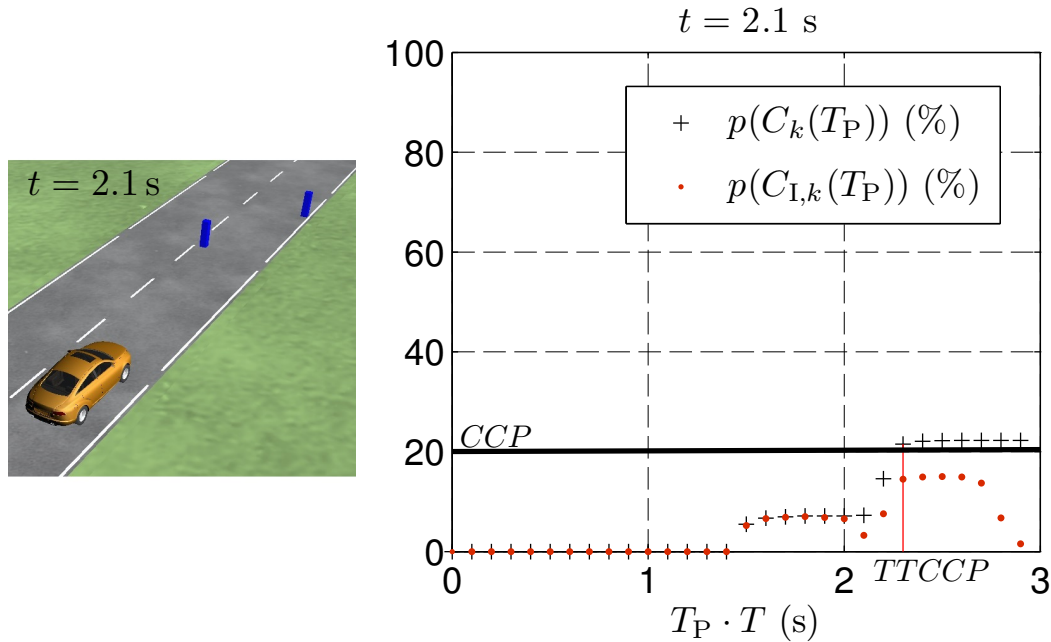 t = 2.1 s
t = 2.1 s
100
80
60
40
20
0
p(C_k(T_P)) (%)
p(C_{I,k}(T_P)) (%)
CCP
TTCCP
0 1 2 3
T_P · T (s)